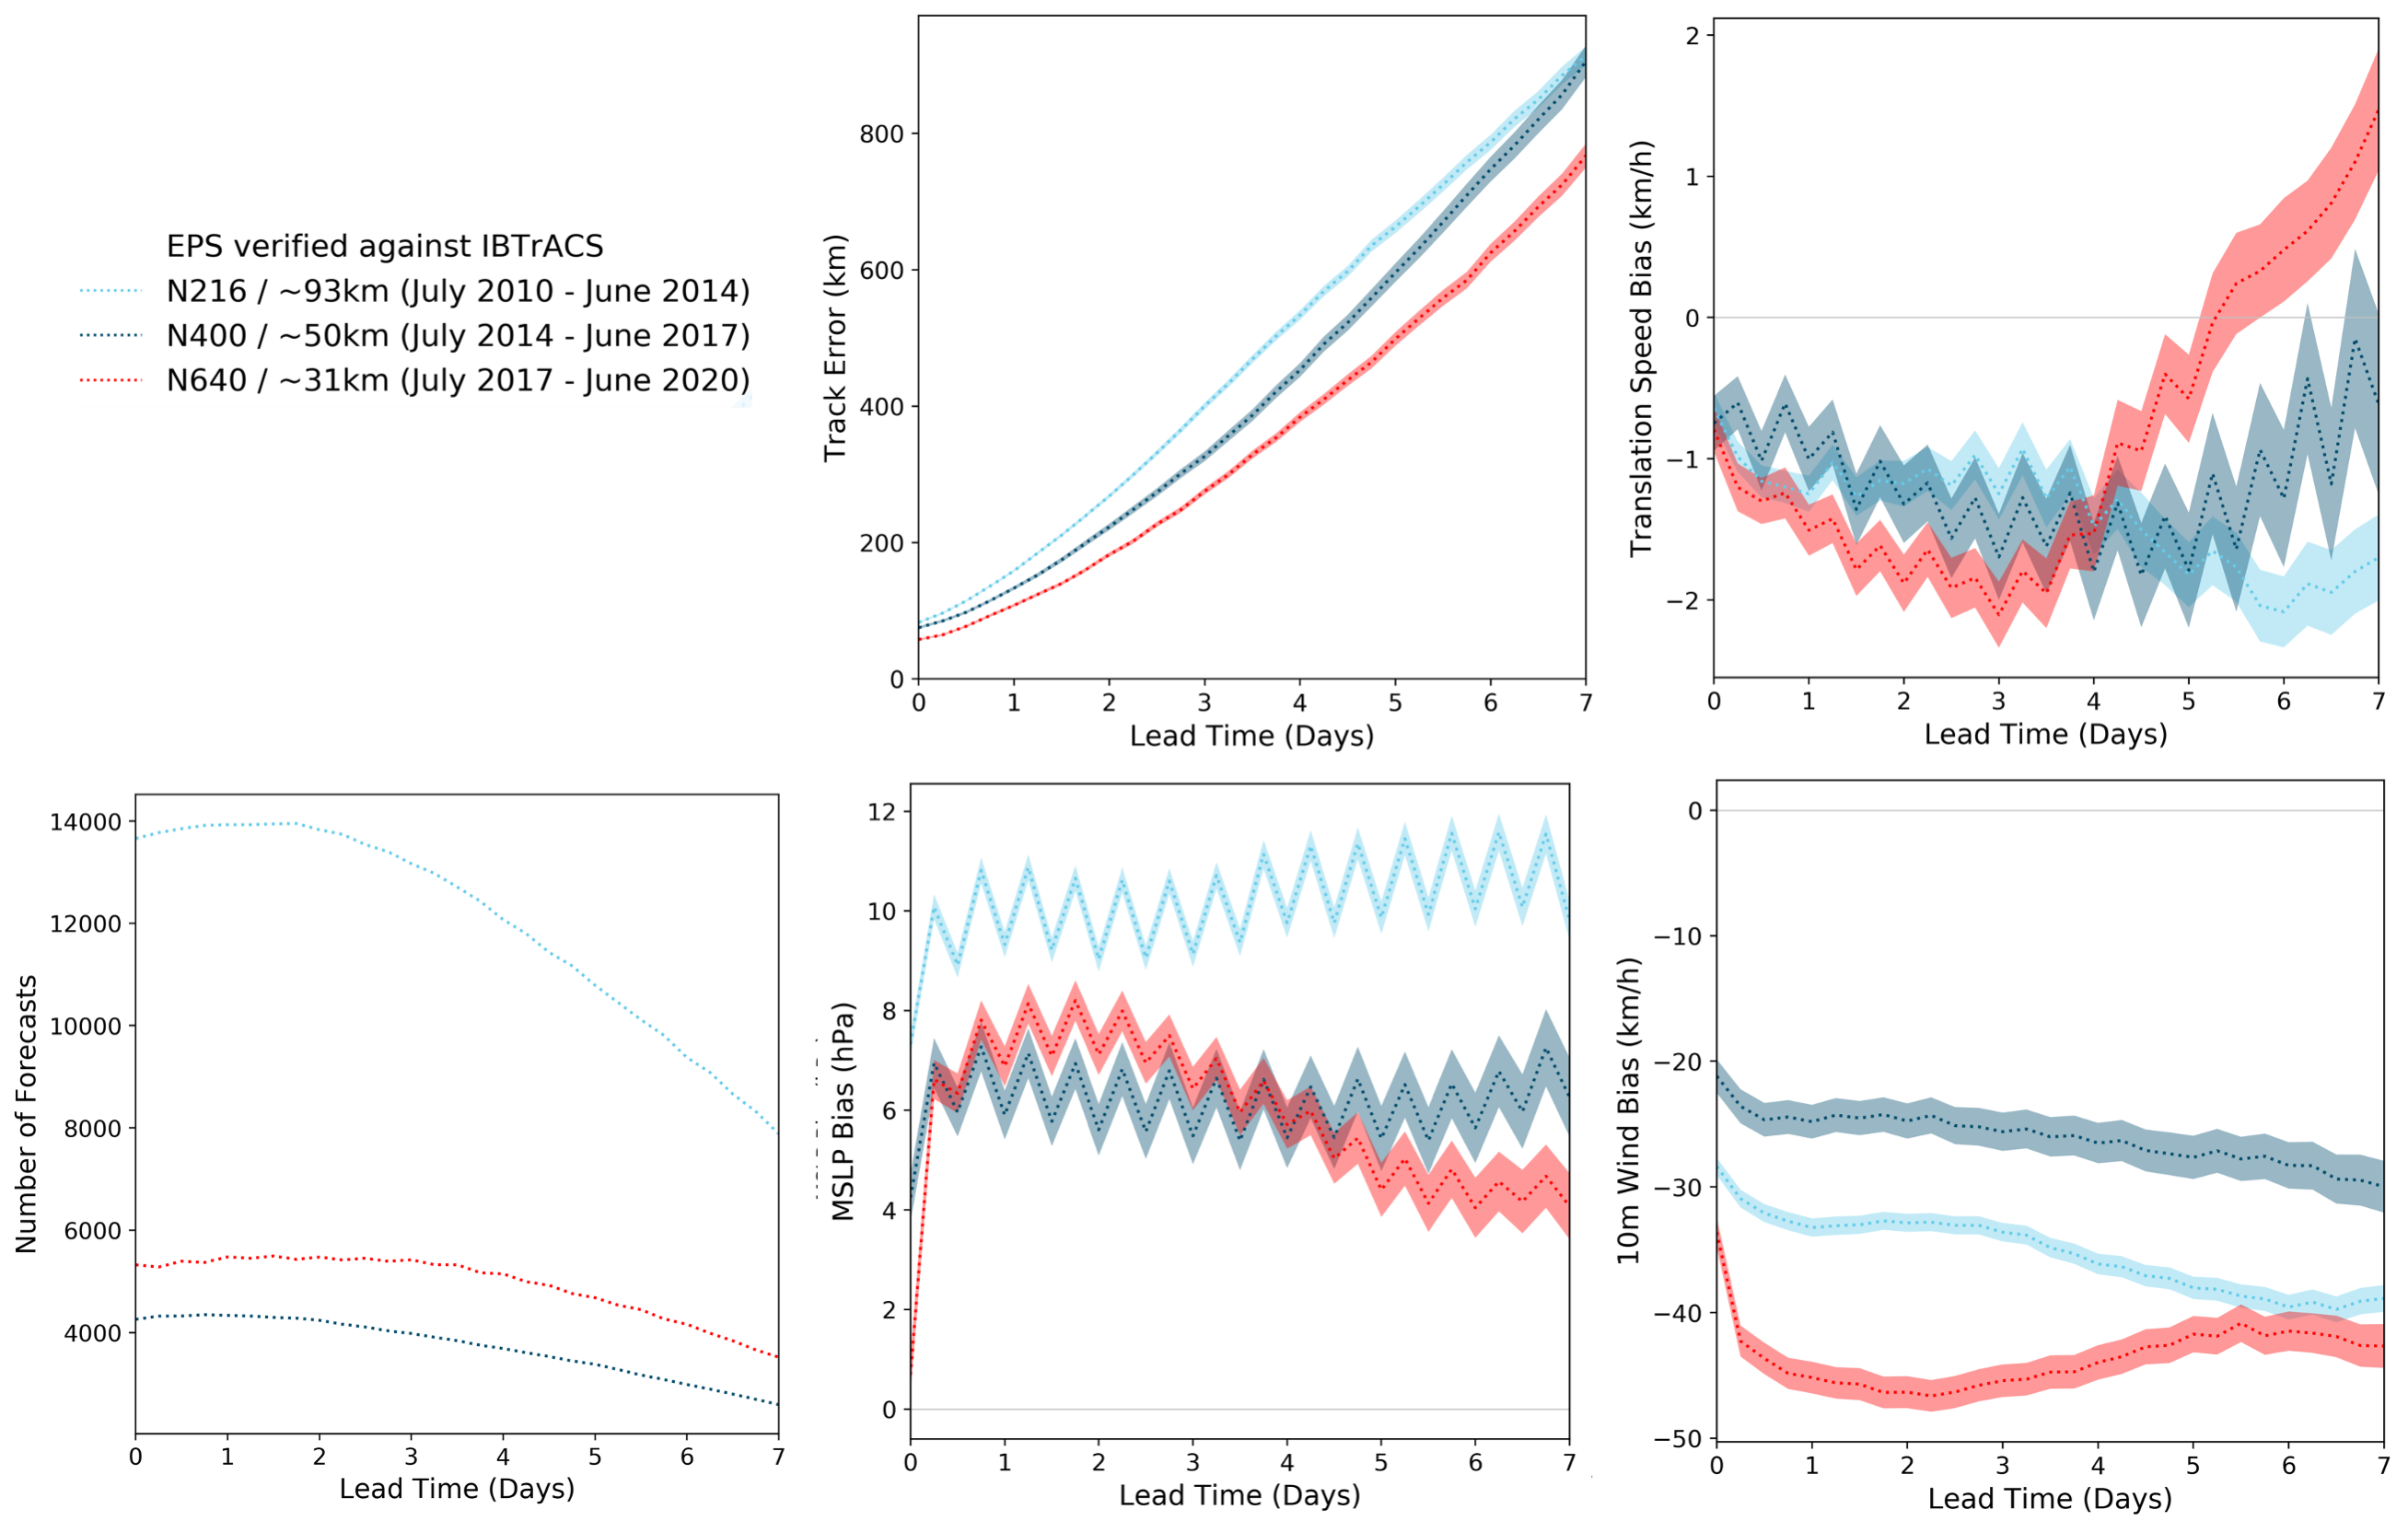 EPS verified against IBTrACS
N216 / ~93km (July 2010 - June 2014)
N400 / ~50km (July 2014 - June 2017)
N640 / ~31km (July 2017 - June 2020)
Track Error (km)
800
600
400
200
0
0 1 2 3 4 5 6 7
Lead Time (Days)
Translation Speed Bias (km/h)
2
1
0
−1
−2
0 1 2 3 4 5 6 7
Lead Time (Days)
Number of Forecasts
14000
12000
10000
8000
6000
4000
0 1 2 3 4 5 6 7
Lead Time (Days)
MSLP Bias (hPa)
12
10
8
6
4
2
0
0 1 2 3 4 5 6 7
Lead Time (Days)
10m Wind Bias (km/h)
0
−10
−20
−30
−40
−50
0 1 2 3 4 5 6 7
Lead Time (Days)